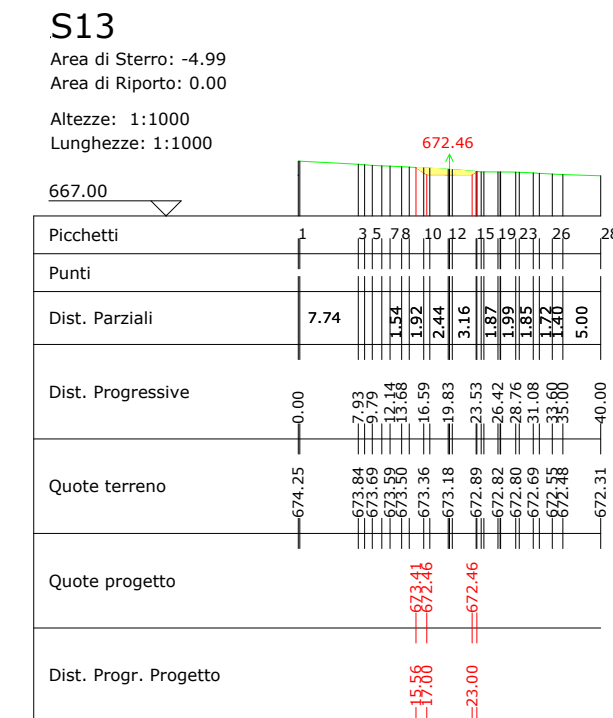 S13
Area di Sterro: -4.99
Area di Riporto: 0.00
Altezze: 1:1000
Lunghezze: 1:1000
672.46
667.00
Picchetti 1 3 5 7 8 10 12 15 19 23 26 28
Punti
Dist. Parziali 7.74 1.54 1.92 2.44 3.16 1.87 1.99 1.85 1.72 1.40 5.00
Dist. Progressive 0.00 7.93 9.79 12.14 13.68 16.59 19.83 23.53 26.42 28.76 31.08 33.60 35.00 40.00
Quote terreno 674.25 673.84 673.69 673.59 673.50 673.36 673.18 672.89 672.82 672.80 672.69 672.55 672.48 672.31
Quote progetto 673.41 672.46 672.46
Dist. Progr. Progetto 15.56 17.00 23.00